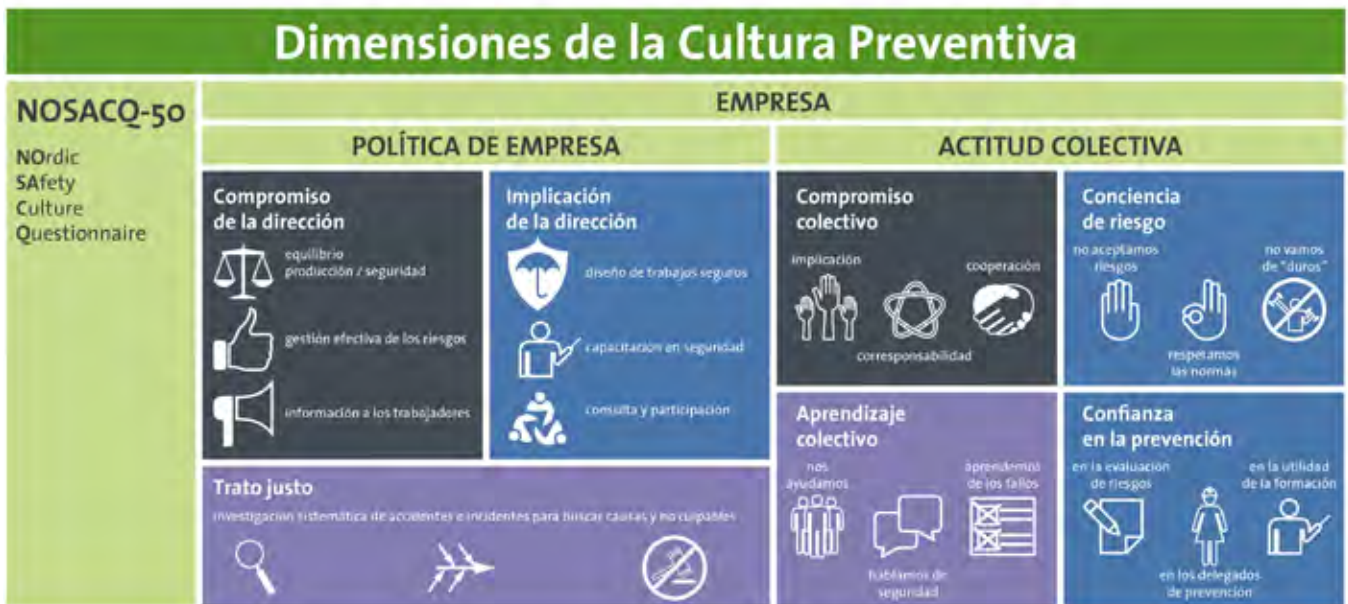 Dimensiones de la Cultura Preventiva
NOSACQ-50
NOrdic
SAfety
Culture
Questionnaire
EMPRESA
POLÍTICA DE EMPRESA
Compromiso
de la dirección
equilibrio
producción / seguridad
gestión efectiva de los riesgos
información a los trabajadores
Implicación
de la dirección
diseño de trabajos seguros
capacitación en seguridad
consulta y participación
Trato justo
investigación sistemática de accidentes e incidentes para buscar causas y no culpables
ACTITUD COLECTIVA
Compromiso
colectivo
implicación
cooperación
corresponsabilidad
Conciencia
de riesgo
no aceptamos
riesgos
no vamos
de "duros"
respetamos
las normas
Aprendizaje
colectivo
nos
ayudamos
aprendemos
de los fallos
hablamos de
seguridad
Confianza
en la prevención
en la evaluación
de riesgos
en la utilidad
de la formación
en los delegados
de prevención